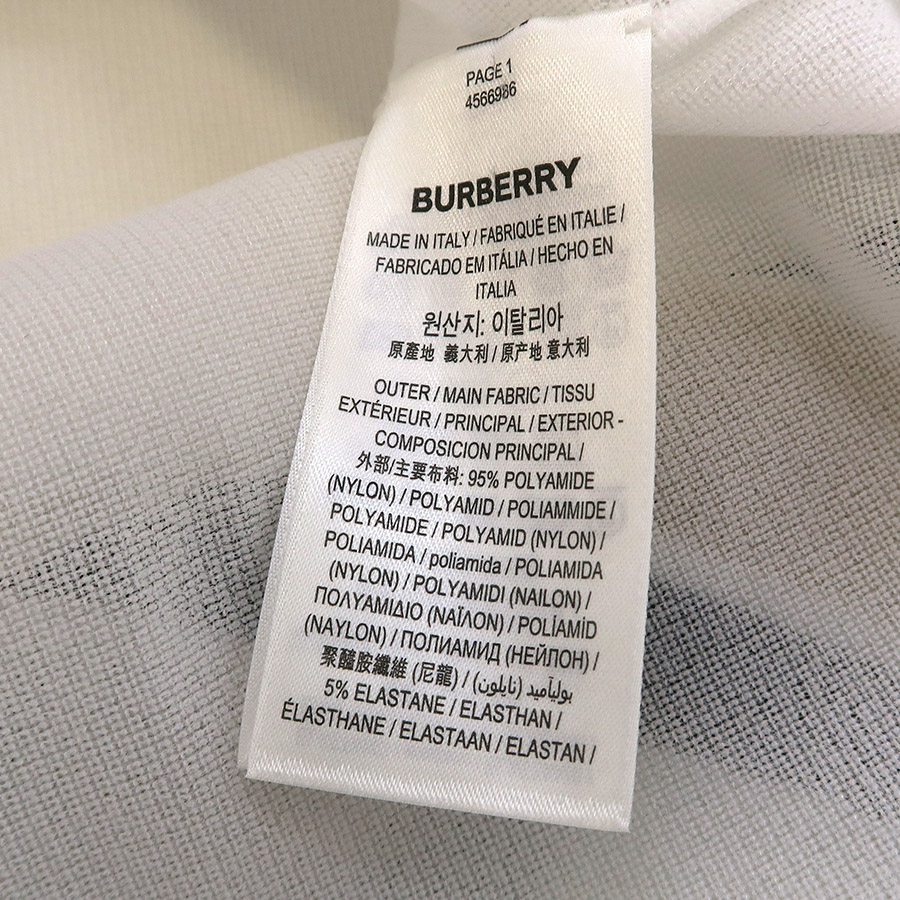 PAGE 1
4566986
BURBERRY
MADE IN ITALY / FABRIQUÉ EN ITALIE /
FABRICADO EM ITÁLIA / HECHO EN
ITALIA
원산지: 이탈리아
原產地 義大利 / 原产地 意大利
OUTER / MAIN FABRIC / TISSU
EXTÉRIEUR / PRINCIPAL / EXTERIOR -
COMPOSICION PRINCIPAL /
外部/主要布料: 95% POLYAMIDE
(NYLON) / POLYAMID / POLIAMMIDE /
POLYAMIDE / POLYAMID (NYLON) /
POLIAMIDA / poliamida / POLIAMIDA
(NYLON) / POLYAMIDI (NAILON) /
ΠΟΛΥΑΜΙΔΙΟ (ΝΑΪΛΟΝ) / POLÍAMÍD
(NAYLON) / ПОЛИАМИД (НЕЙЛОН) /
聚醯胺纖維 (尼龍) / بولیآمید (نایلون) /
5% ELASTANE / ELASTHAN /
ÉLASTHANE / ELASTAAN / ELASTAN /